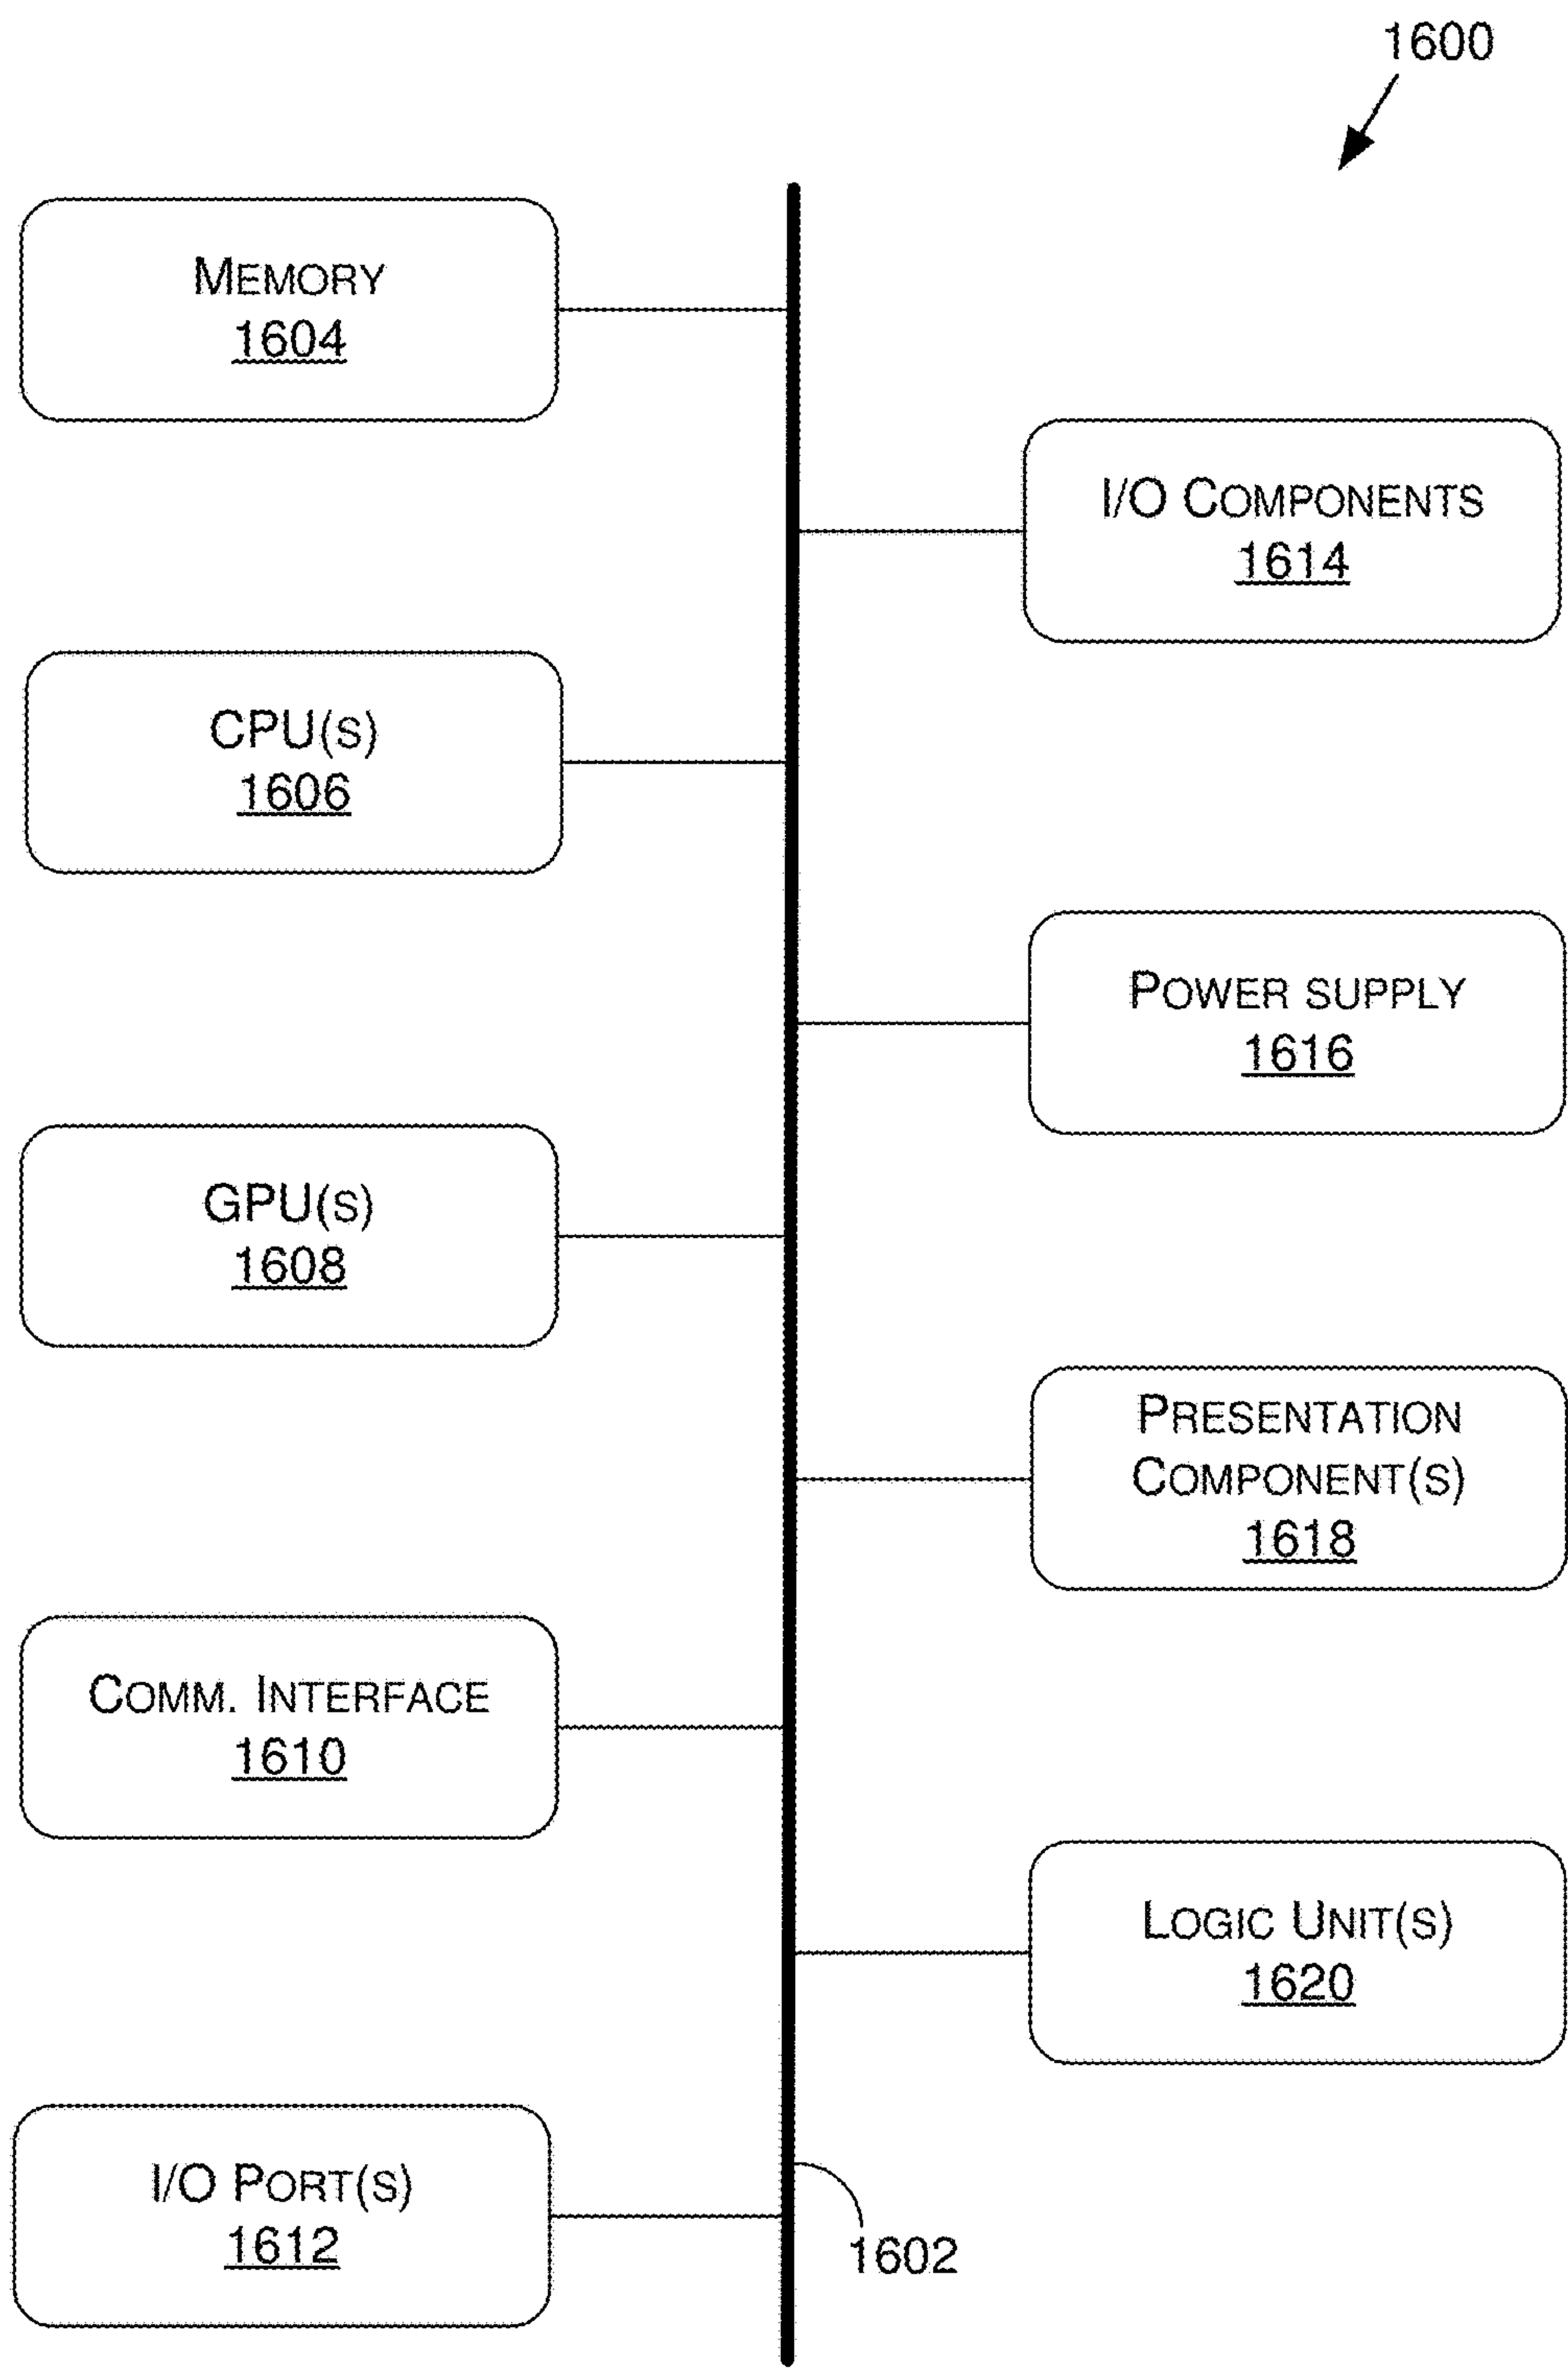 1600
MEMORY
1604
I/O COMPONENTS
1614
CPU(S)
1606
POWER SUPPLY
1616
GPU(S)
1608
PRESENTATION
COMPONENT(S)
1618
COMM. INTERFACE
1610
LOGIC UNIT(S)
1620
I/O PORT(S)
1612
1602